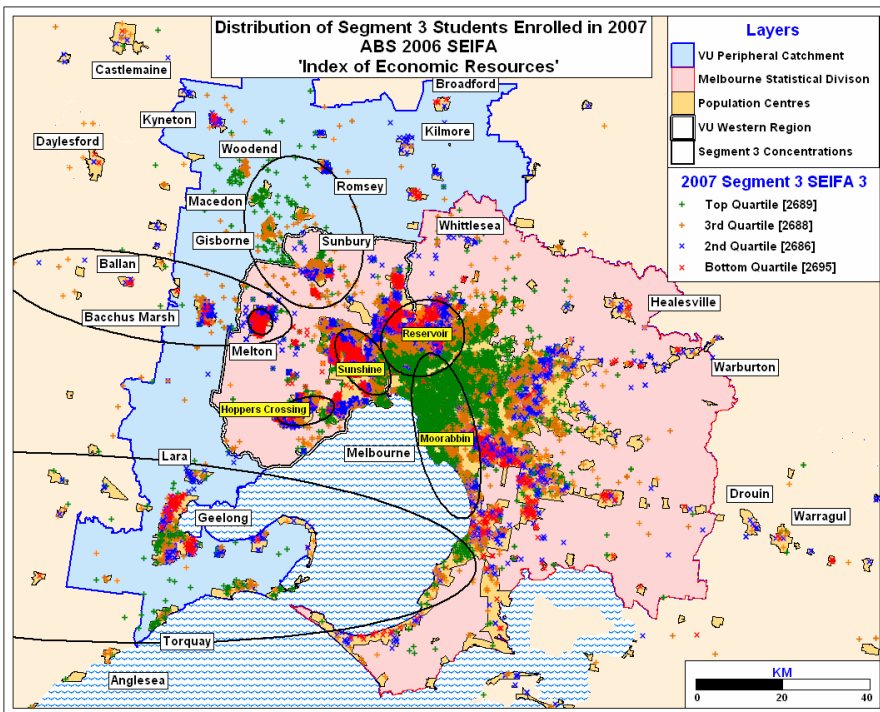 Distribution of Segment 3 Students Enrolled in 2007
ABS 2006 SEIFA
'Index of Economic Resources'
Layers
VU Peripheral Catchment
Melbourne Statistical Divison
Population Centres
VU Western Region
Segment 3 Concentrations
2007 Segment 3 SEIFA 3
Top Quartile [2689]
3rd Quartile [2688]
2nd Quartile [2686]
Bottom Quartile [2695]
Castlemaine
Broadford
Kyneton
Kilmore
Daylesford
Woodend
Romsey
Macedon
Whittlesea
Gisborne
Sunbury
Ballan
Healesville
Bacchus Marsh
Reservoir
Melton
Warburton
Sunshine
Hoppers Crossing
Moorabbin
Melbourne
Lara
Drouin
Geelong
Warragul
Torquay
Anglesea
KM
0 20 40